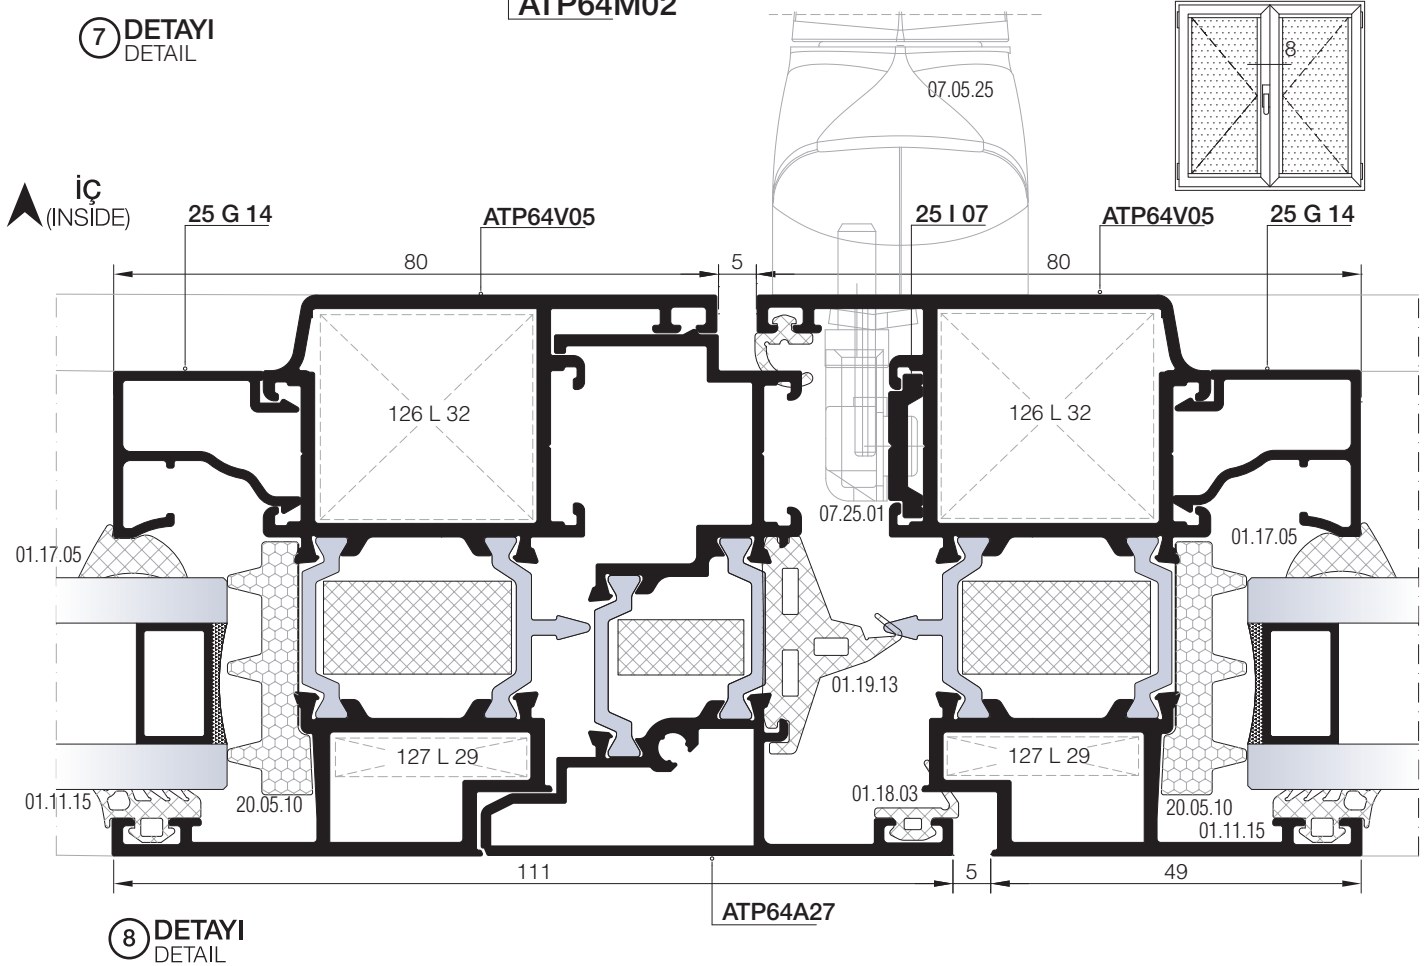 ATP64M02
7 DETAYI
DETAIL
8
07.05.25
İÇ
(INSIDE)
25 G 14
ATP64V05
25 I 07
ATP64V05
25 G 14
80
5
80
126 L 32
126 L 32
07.25.01
01.17.05
01.17.05
01.19.13
127 L 29
127 L 29
01.11.15
20.05.10
01.18.03
20.05.10
01.11.15
111
5
49
ATP64A27
8 DETAYI
DETAIL